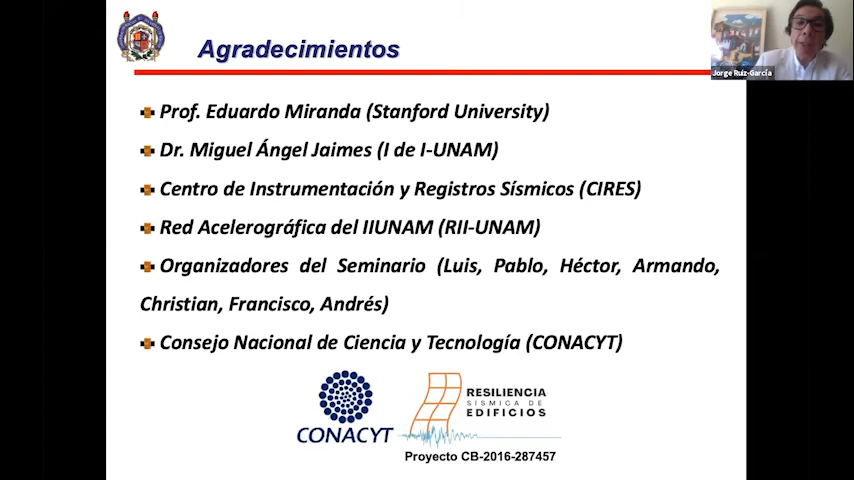 Agradecimientos
Jorge Ruiz-García
Prof. Eduardo Miranda (Stanford University)
Dr. Miguel Ángel Jaimes (I de I-UNAM)
Centro de Instrumentación y Registros Sísmicos (CIRES)
Red Acelerográfica del IIUNAM (RII-UNAM)
Organizadores del Seminario (Luis, Pablo, Héctor, Armando,
Christian, Francisco, Andrés)
Consejo Nacional de Ciencia y Tecnología (CONACYT)
CONACYT
RESILIENCIA
SÍSMICA DE
EDIFICIOS
Proyecto CB-2016-287457